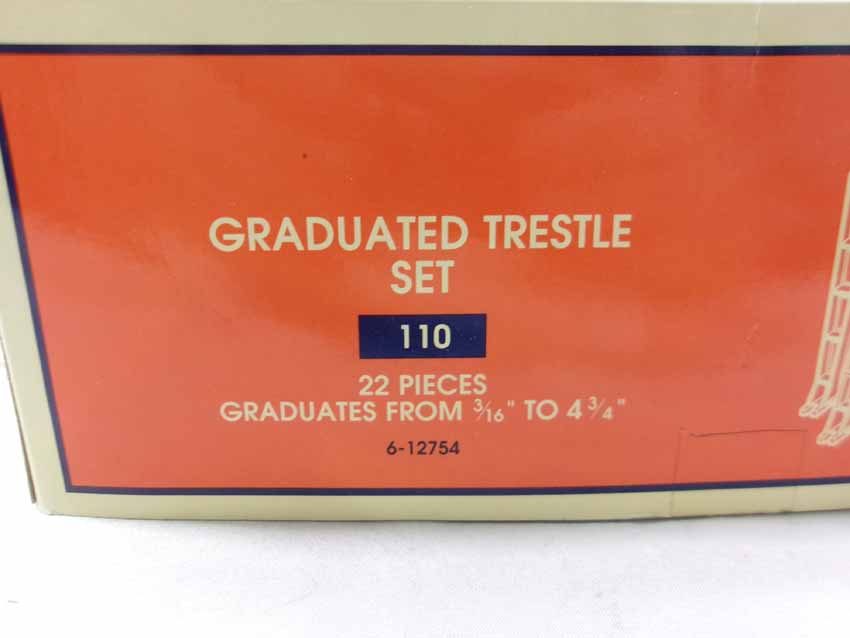 GRADUATED TRESTLE
SET
110
22 PIECES
GRADUATES FROM 3/16" TO 4 3/4"
6-12754